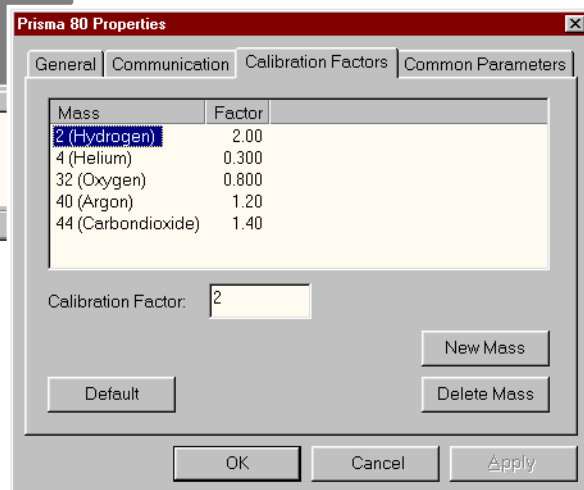 Prisma 80 Properties
General Communication Calibration Factors Common Parameters
Mass Factor
2 (Hydrogen) 2.00
4 (Helium) 0.300
32 (Oxygen) 0.800
40 (Argon) 1.20
44 (Carbondioxide) 1.40
Calibration Factor: 2
New Mass
Default Delete Mass
OK Cancel Apply